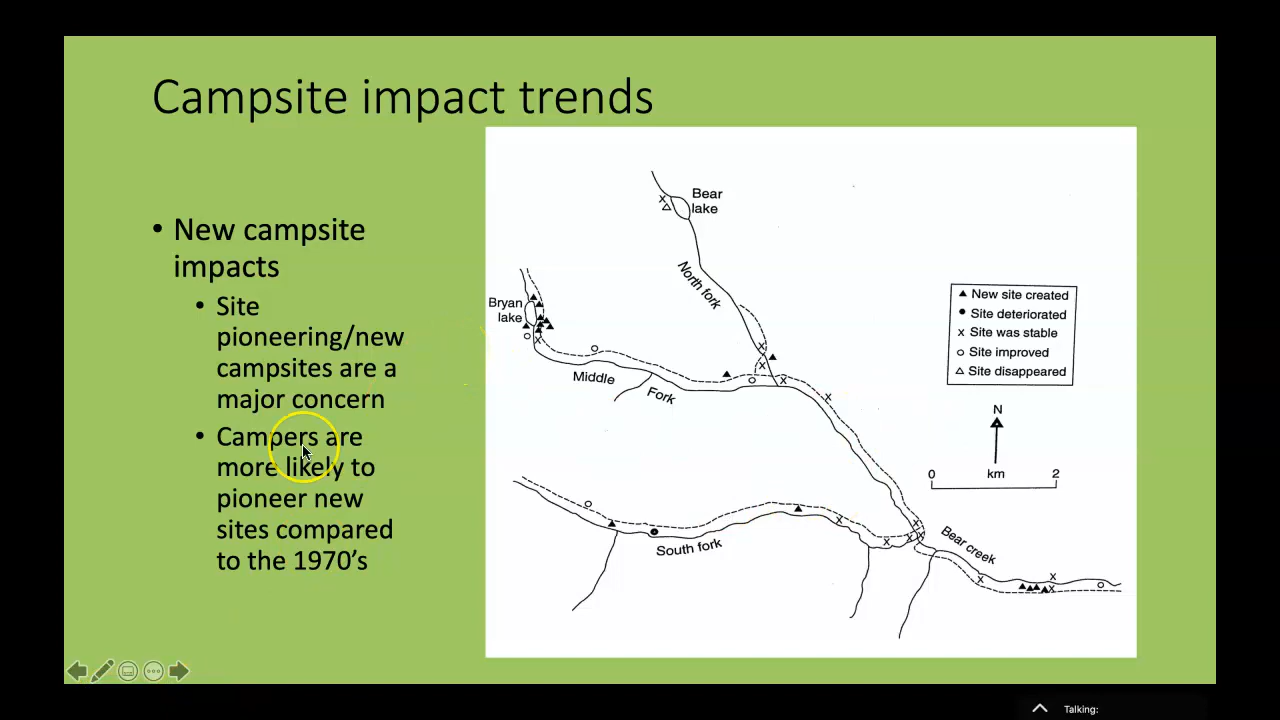 Campsite impact trends
• New campsite
impacts
• Site
pioneering/new
campsites are a
major concern
• Campers are
more likely to
pioneer new
sites compared
to the 1970's
Bear
lake
North fork
Bryan
lake
Middle
Fork
South fork
Bear creek
▲ New site created
● Site deteriorated
x Site was stable
○ Site improved
△ Site disappeared
N
0 km 2
Talking: